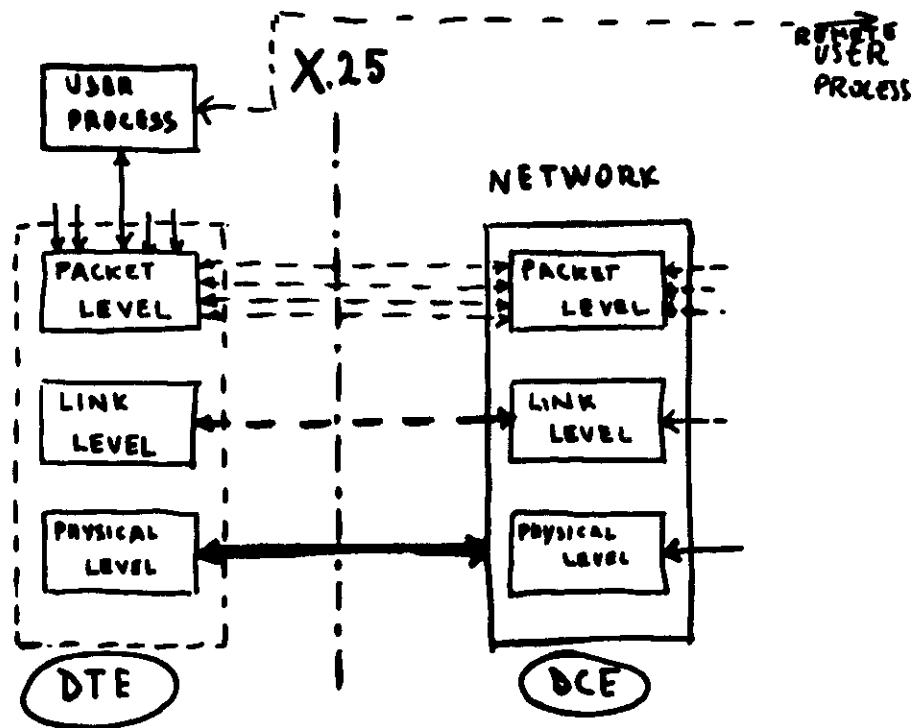 X.25
REMOTE
USER
PROCESS
USER
PROCESS
NETWORK
PACKET
LEVEL
PACKET
LEVEL
LINK
LEVEL
LINK
LEVEL
PHYSICAL
LEVEL
PHYSICAL
LEVEL
DTE
DCE